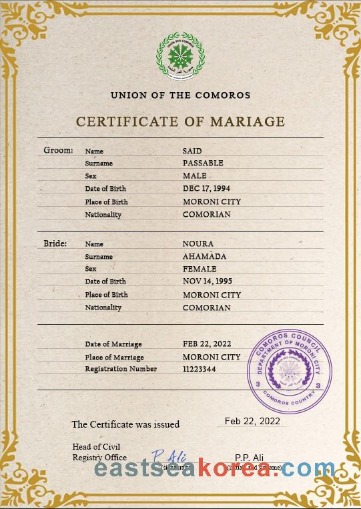 UNION OF THE COMOROS
CERTIFICATE OF MARIAGE
Groom: Name SAID
Surname PASSABLE
Sex MALE
Date of Birth DEC 17, 1994
Place of Birth MORONI CITY
Nationality COMORIAN
Bride: Name NOURA
Surname AHAMADA
Sex FEMALE
Date of Birth NOV 14, 1995
Place of Birth MORONI CITY
Nationality COMORIAN
Date of Marriage FEB 22, 2022
Place of Marriage MORONI CITY
Registration Number 11223344
COMOROS COUNCIL
DEPARTMENT OF MORONI CITY
3 3
COMOROS COUNTRY
The Certificate was issued Feb 22, 2022
Head of Civil
Registry Office P. Ali P.P. Ali
eastseakorea.com